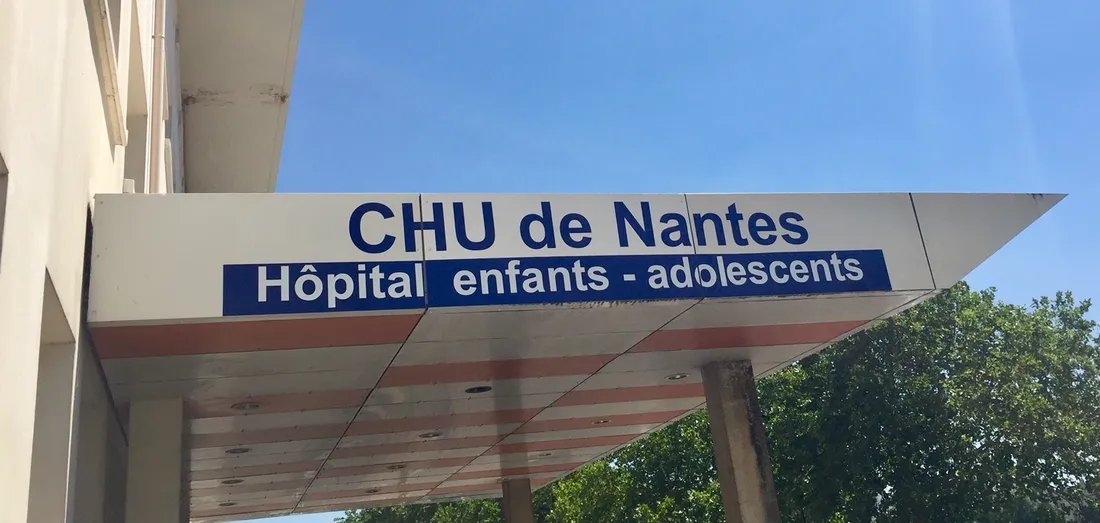 CHU de Nantes
Hôpital enfants - adolescents